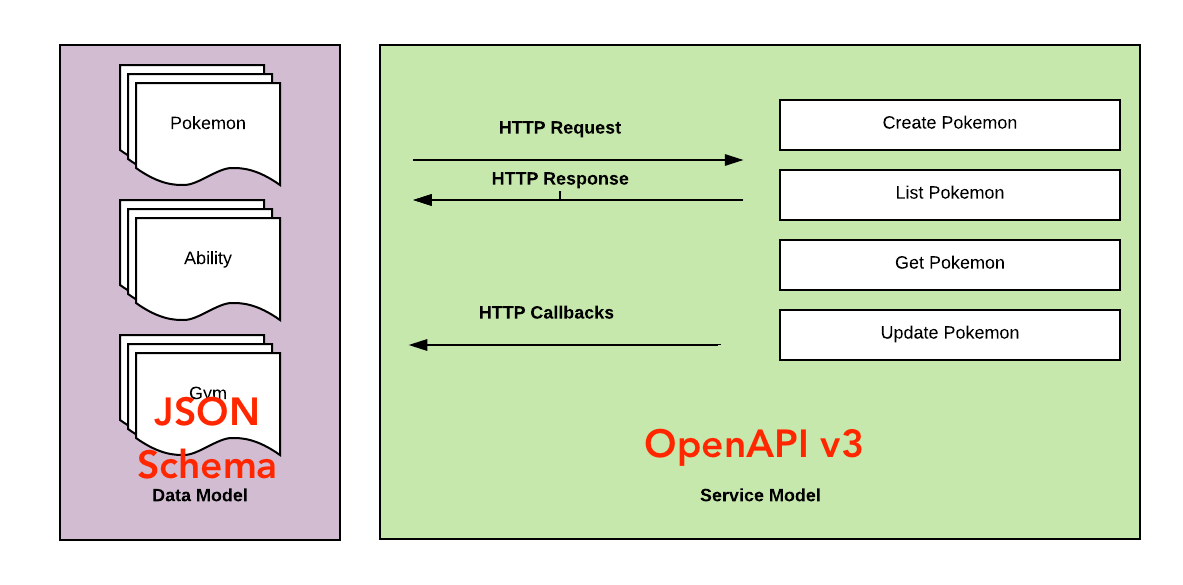 Pokemon
Ability
Gym
JSON
Schema
Data Model
HTTP Request
HTTP Response
HTTP Callbacks
Create Pokemon
List Pokemon
Get Pokemon
Update Pokemon
OpenAPI v3
Service Model